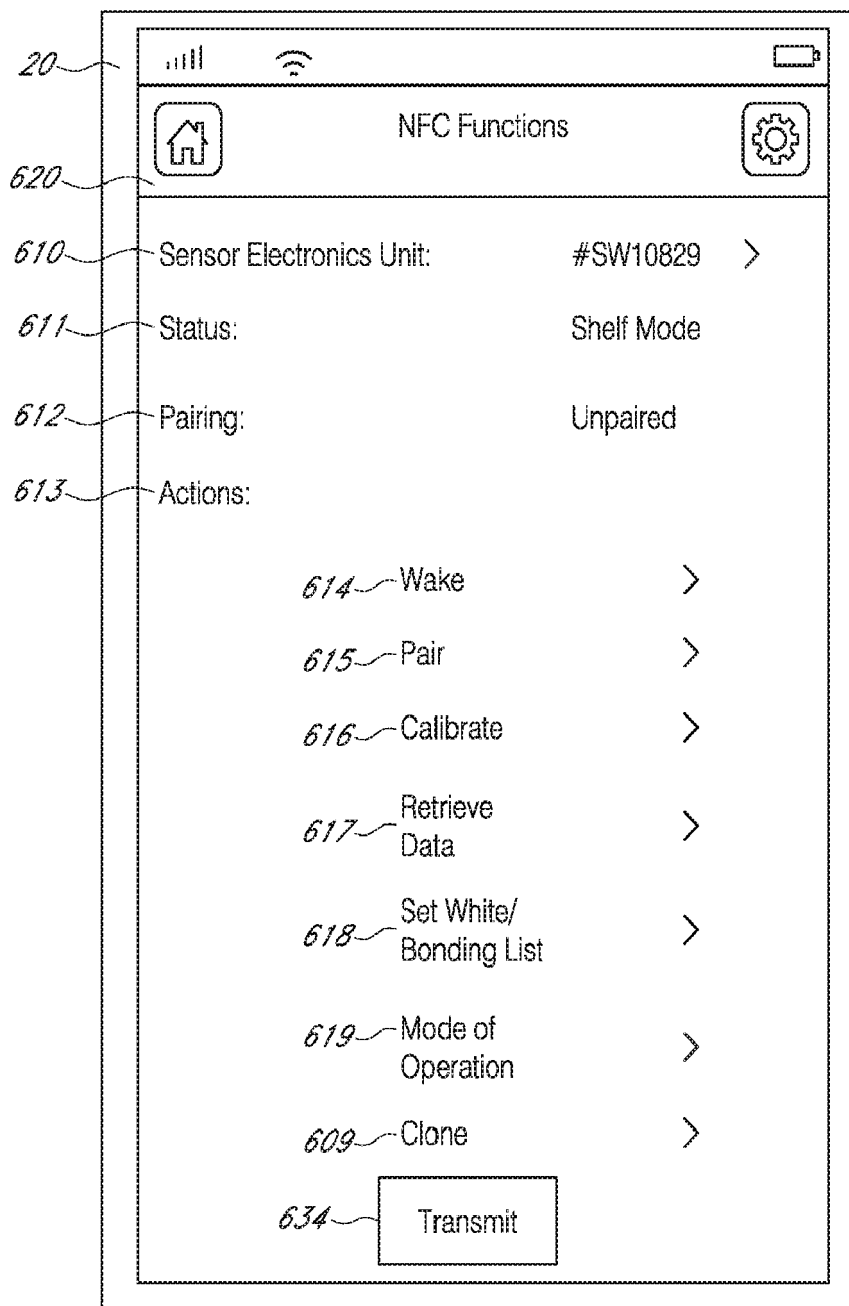 20
NFC Functions
620
610 Sensor Electronics Unit: #SW10829 >
611 Status: Shelf Mode
612 Pairing: Unpaired
613 Actions:
614 Wake >
615 Pair >
616 Calibrate >
617 Retrieve
Data >
618 Set White/
Bonding List >
619 Mode of
Operation >
609 Clone >
634 Transmit